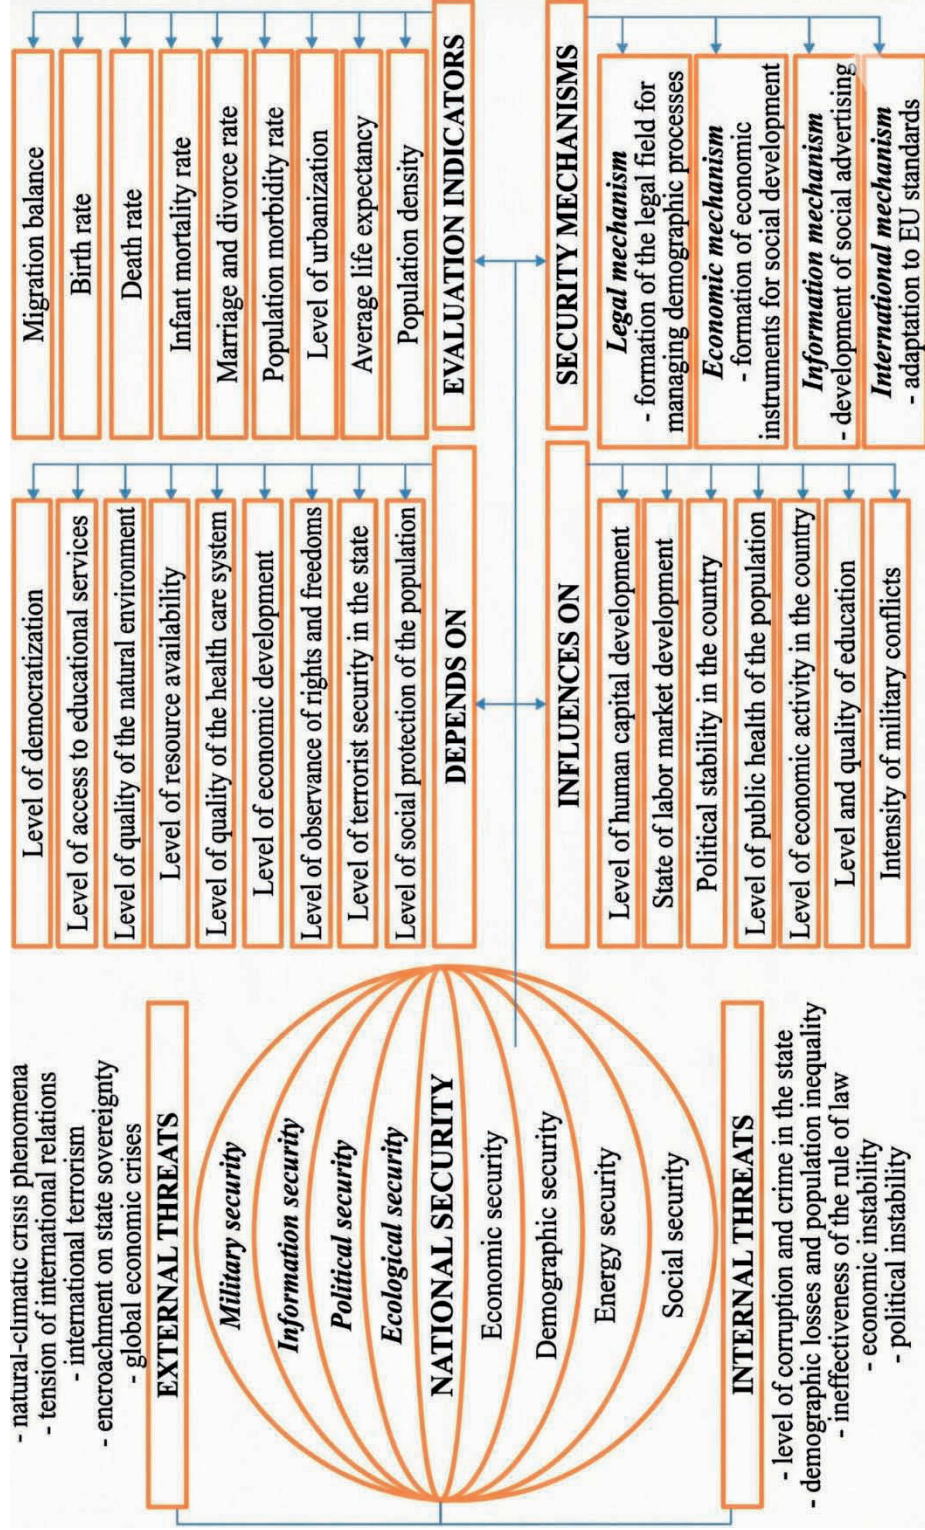 - natural-climatic crisis phenomena
- tension of international relations
- international terrorism
- encroachment on state sovereignty
- global economic crises
EXTERNAL THREATS
Military security
Information security
Political security
Ecological security
NATIONAL SECURITY
Economic security
Demographic security
Energy security
Social security
INTERNAL THREATS
- level of corruption and crime in the state
- demographic losses and population inequality
- ineffectiveness of the rule of law
- economic instability
- political instability
Level of democratization
Level of access to educational services
Level of quality of the natural environment
Level of resource availability
Level of quality of the health care system
Level of economic development
Level of observance of rights and freedoms
Level of terrorist security in the state
Level of social protection of the population
DEPENDS ON
INFLUENCES ON
Level of human capital development
State of labor market development
Political stability in the country
Level of public health of the population
Level of economic activity in the country
Level and quality of education
Intensity of military conflicts
Migration balance
Birth rate
Death rate
Infant mortality rate
Marriage and divorce rate
Population morbidity rate
Level of urbanization
Average life expectancy
Population density
EVALUATION INDICATORS
SECURITY MECHANISMS
Legal mechanism
- formation of the legal field for
managing demographic processes
Economic mechanism
- formation of economic
instruments for social development
Information mechanism
- development of social advertising
International mechanism
- adaptation to EU standards